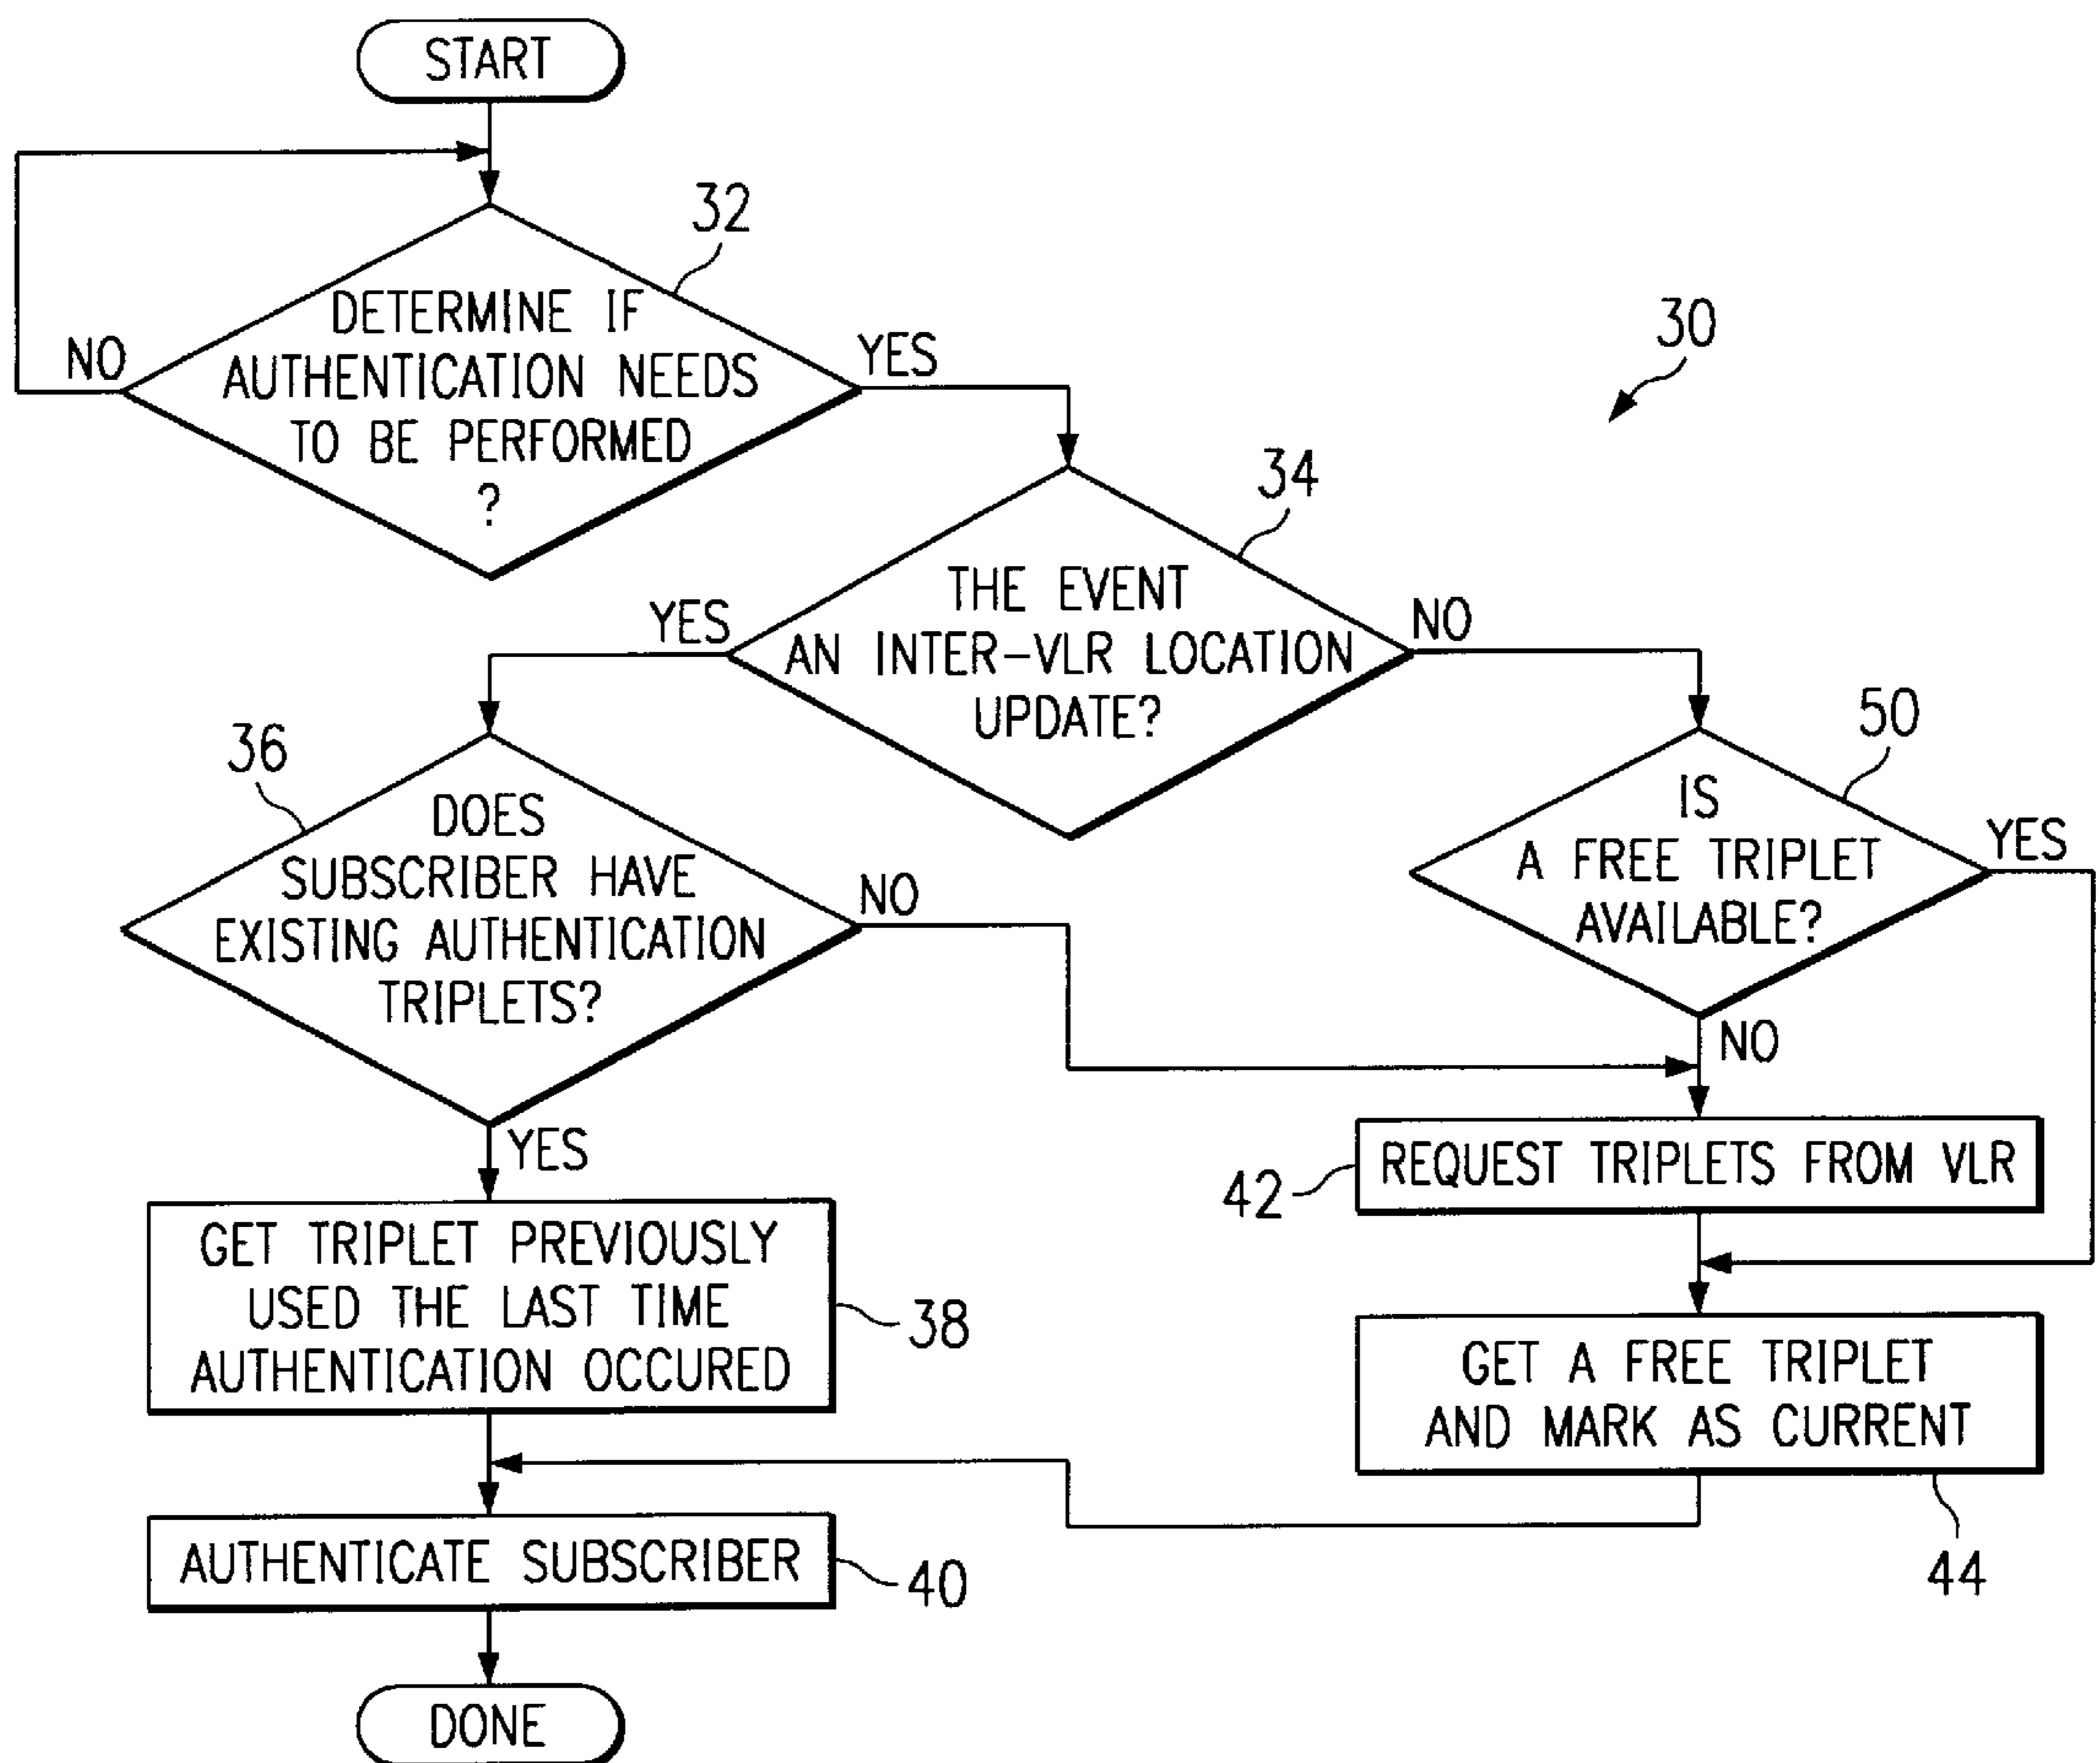 START
32
DETERMINE IF
AUTHENTICATION NEEDS
TO BE PERFORMED
?
NO
YES
30
34
THE EVENT
AN INTER-VLR LOCATION
UPDATE?
YES
NO
36
DOES
SUBSCRIBER HAVE
EXISTING AUTHENTICATION
TRIPLETS?
NO
YES
50
IS
A FREE TRIPLET
AVAILABLE?
YES
NO
42
REQUEST TRIPLETS FROM VLR
GET TRIPLET PREVIOUSLY
USED THE LAST TIME
AUTHENTICATION OCCURED
38
GET A FREE TRIPLET
AND MARK AS CURRENT
44
AUTHENTICATE SUBSCRIBER
40
DONE